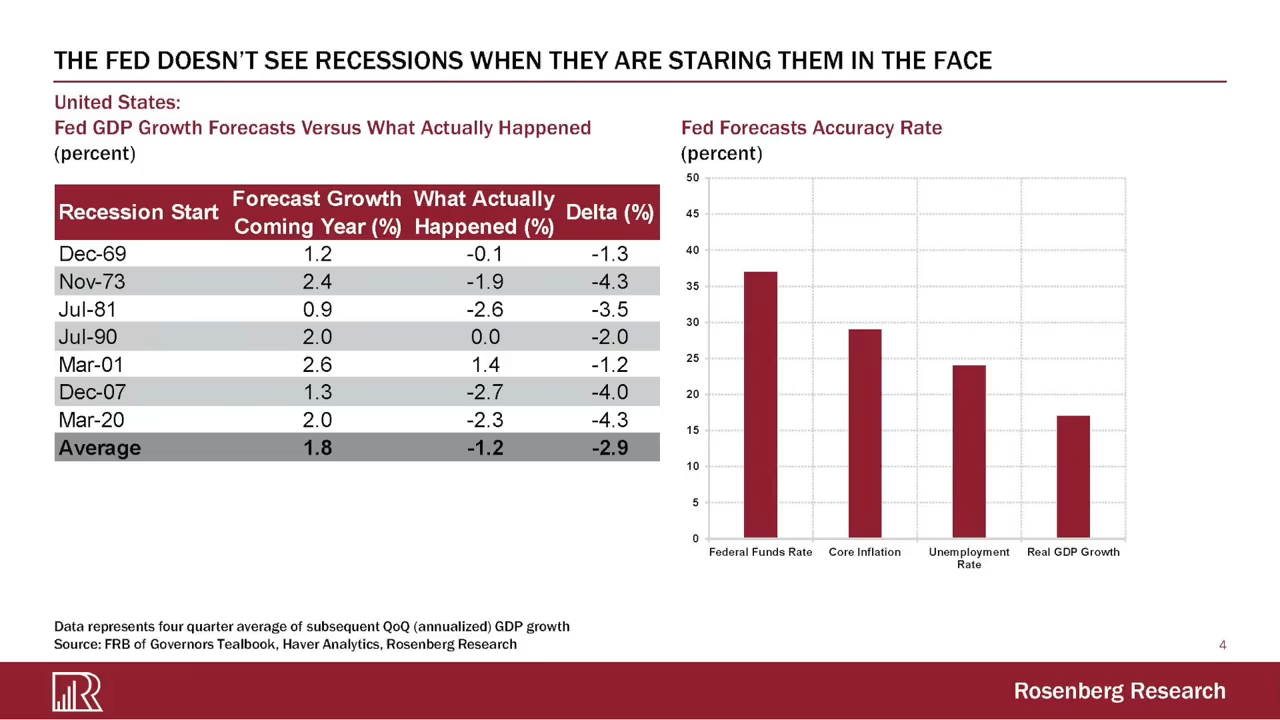 THE FED DOESN'T SEE RECESSIONS WHEN THEY ARE STARING THEM IN THE FACE
United States:
Fed GDP Growth Forecasts Versus What Actually Happened
(percent)
Recession Start Forecast Growth Coming Year (%) What Actually Happened (%) Delta (%)
Dec-69 1.2 -0.1 -1.3
Nov-73 2.4 -1.9 -4.3
Jul-81 0.9 -2.6 -3.5
Jul-90 2.0 0.0 -2.0
Mar-01 2.6 1.4 -1.2
Dec-07 1.3 -2.7 -4.0
Mar-20 2.0 -2.3 -4.3
Average 1.8 -1.2 -2.9
Fed Forecasts Accuracy Rate
(percent)
50
45
40
35
30
25
20
15
10
5
0
Federal Funds Rate Core Inflation Unemployment Rate Real GDP Growth
Data represents four quarter average of subsequent QoQ (annualized) GDP growth
Source: FRB of Governors Tealbook, Haver Analytics, Rosenberg Research
4
R
Rosenberg Research